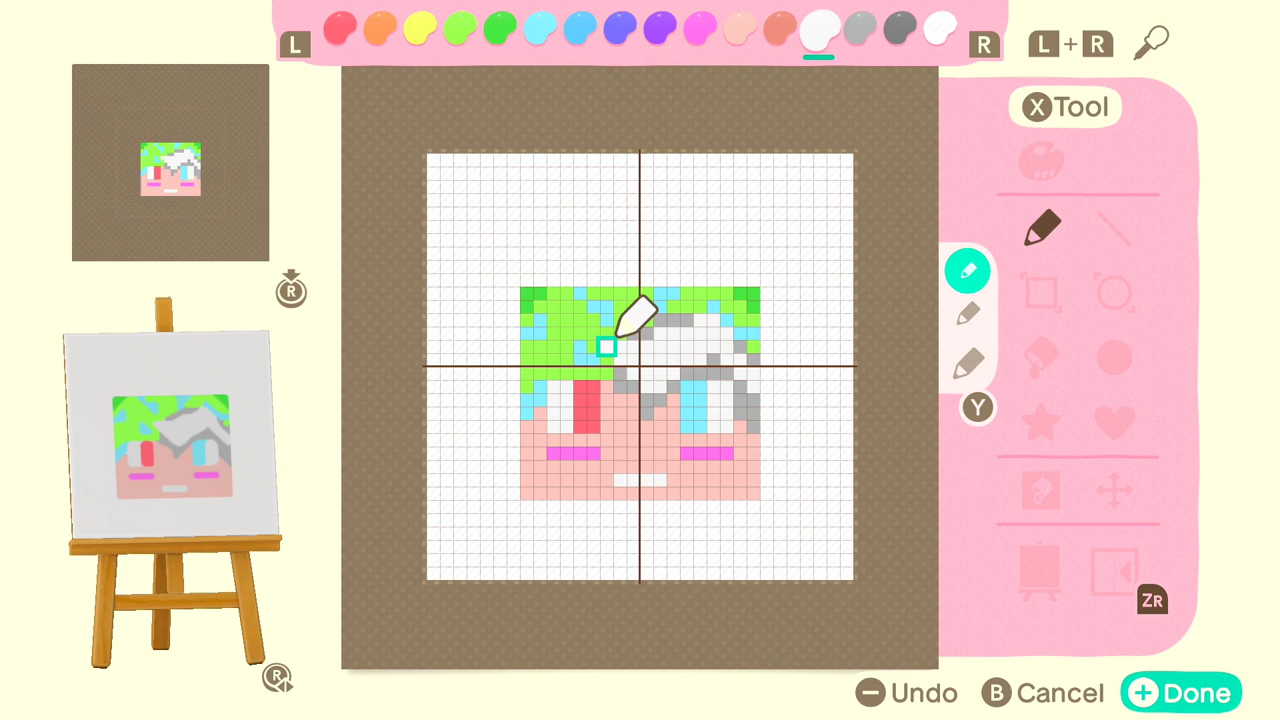 L
R
L + R
X Tool
R
Y
ZR
R
− Undo
B Cancel
+ Done